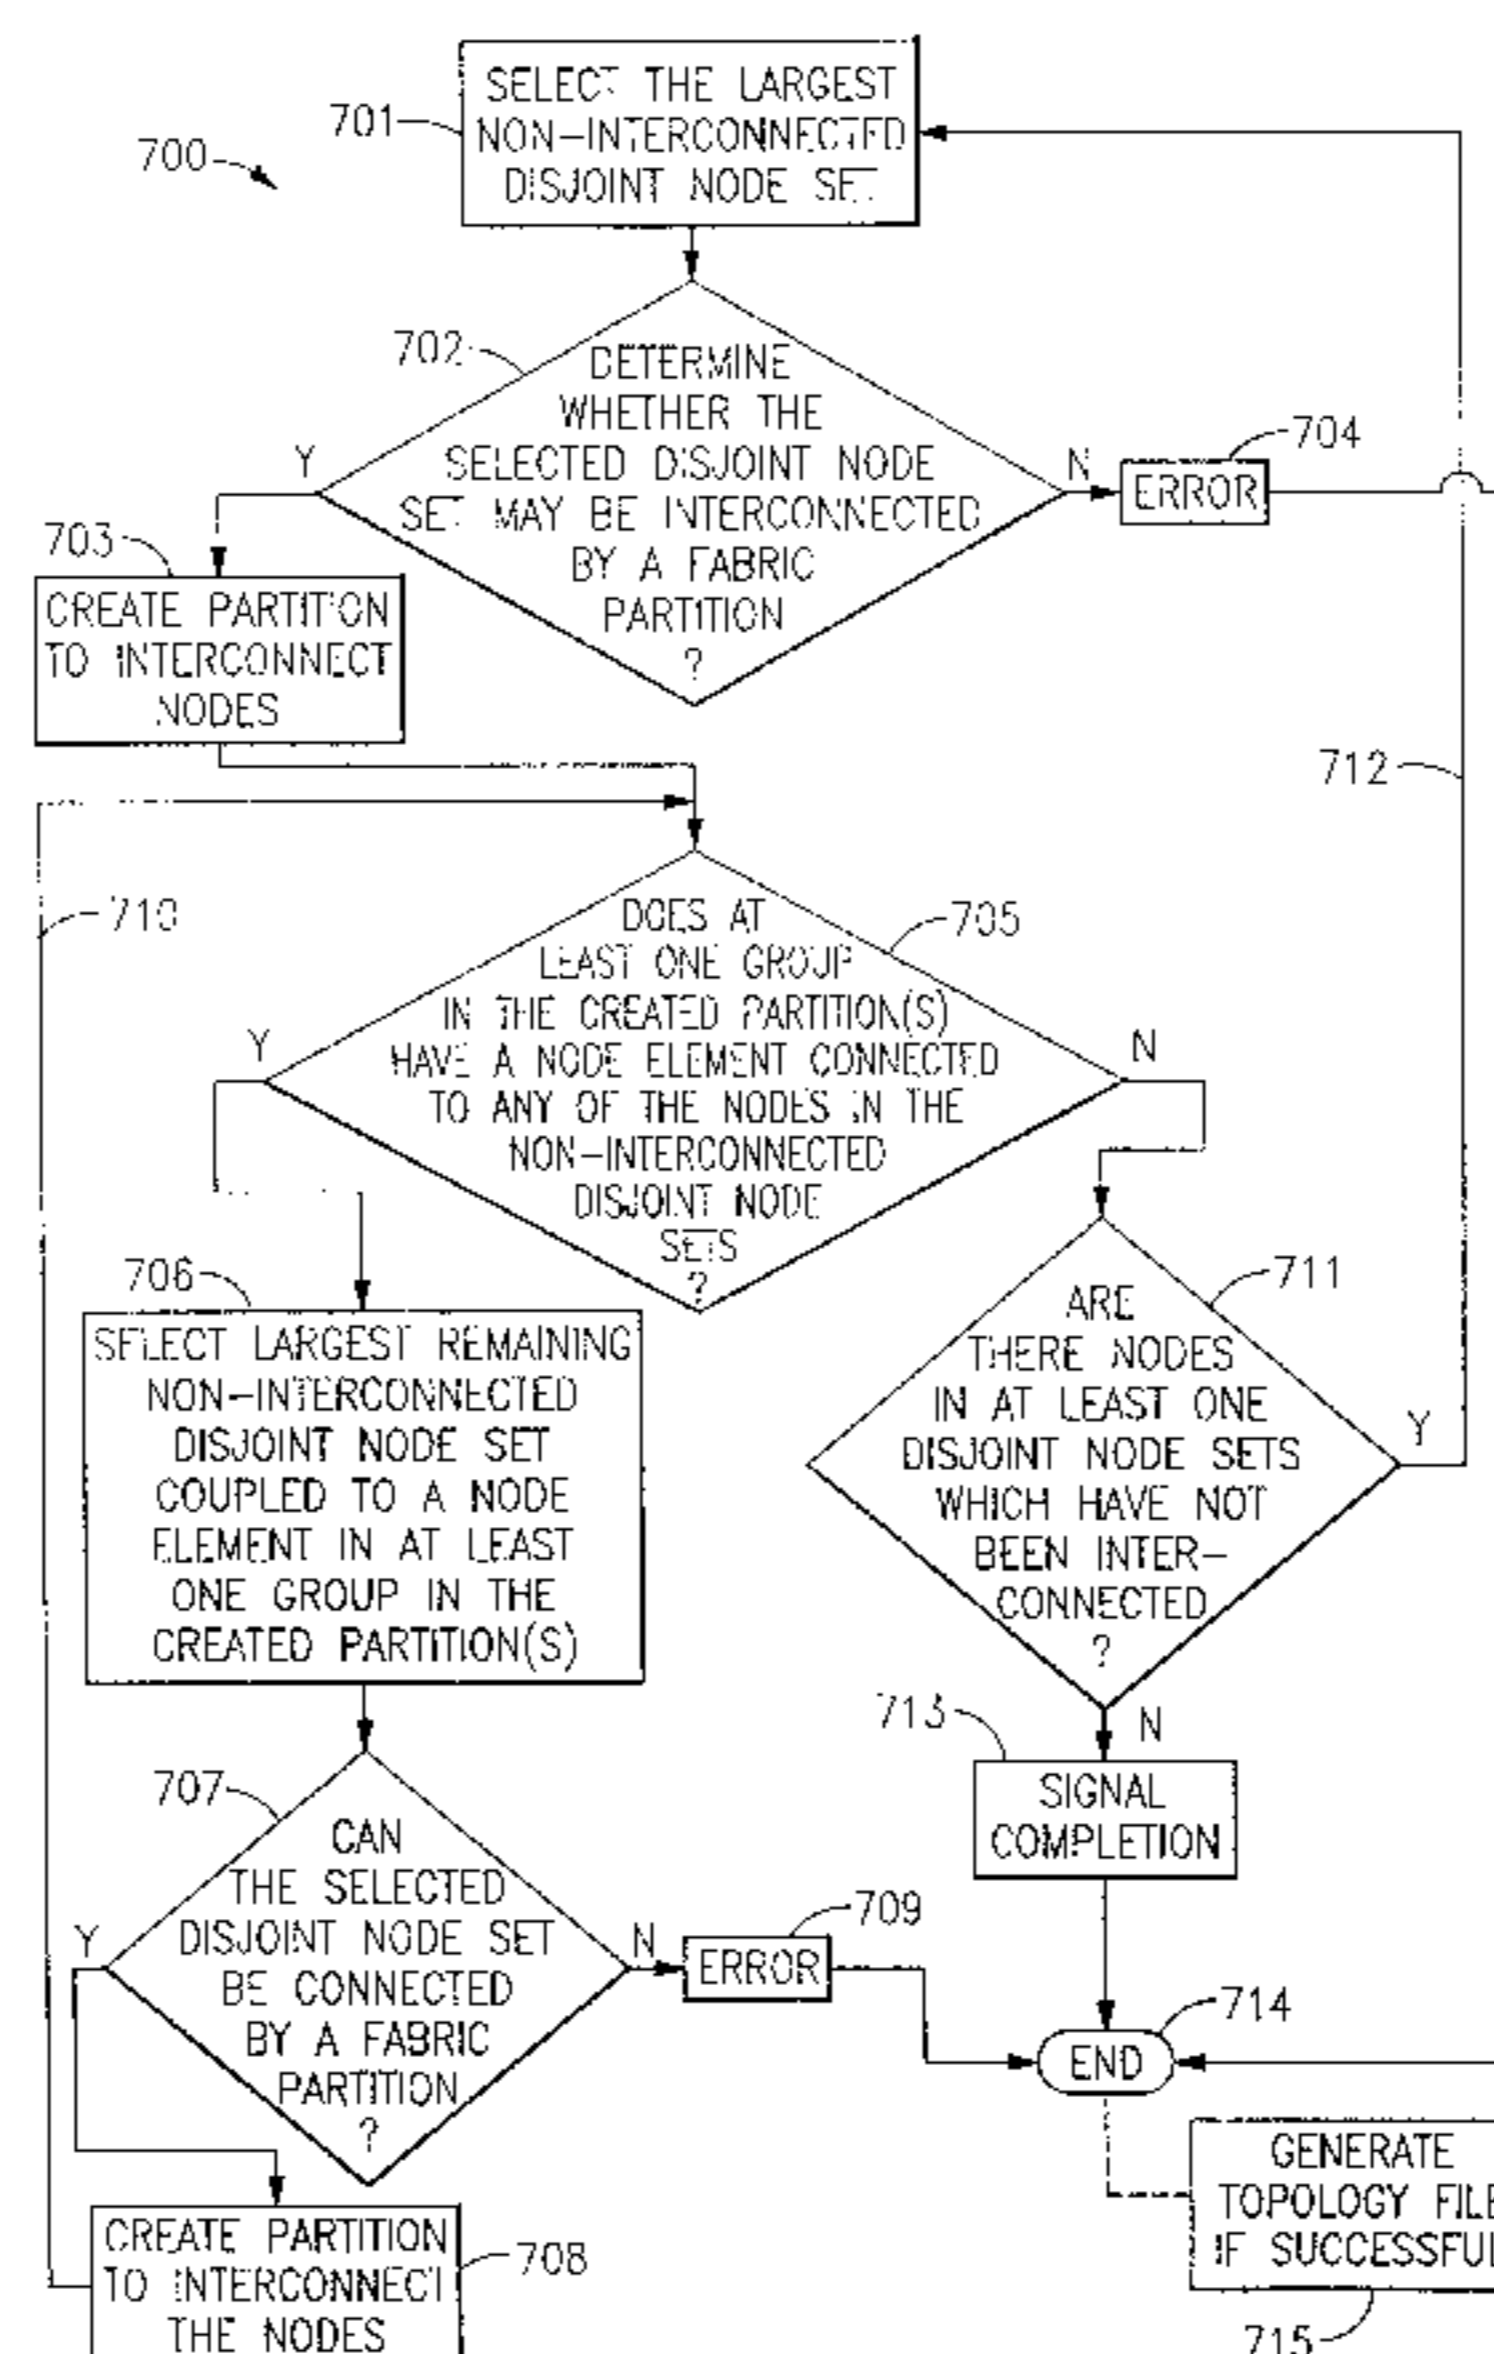 SELECT THE LARGEST
NON-INTERCONNECTED
DISJOINT NODE SET
701
700
702
DETERMINE
WHETHER THE
SELECTED DISJOINT NODE
SET MAY BE INTERCONNECTED
BY A FABRIC
PARTITION
?
Y
N
704
ERROR
703
CREATE PARTITION
TO INTERCONNECT
NODES
712
710
705
DOES AT
LEAST ONE GROUP
IN THE CREATED PARTITION(S)
HAVE A NODE ELEMENT CONNECTED
TO ANY OF THE NODES IN THE
NON-INTERCONNECTED
DISJOINT NODE
SETS
?
Y
N
706
SELECT LARGEST REMAINING
NON-INTERCONNECTED
DISJOINT NODE SET
COUPLED TO A NODE
ELEMENT IN AT LEAST
ONE GROUP IN THE
CREATED PARTITION(S)
711
ARE
THERE NODES
IN AT LEAST ONE
DISJOINT NODE SETS
WHICH HAVE NOT
BEEN INTER-
CONNECTED
?
Y
N
713
SIGNAL
COMPLETION
707
CAN
THE SELECTED
DISJOINT NODE SET
BE CONNECTED
BY A FABRIC
PARTITION
?
Y
N
709
ERROR
714
END
GENERATE
TOPOLOGY FILE
IF SUCCESSFUL
715
CREATE PARTITION
TO INTERCONNECT
THE NODES
708